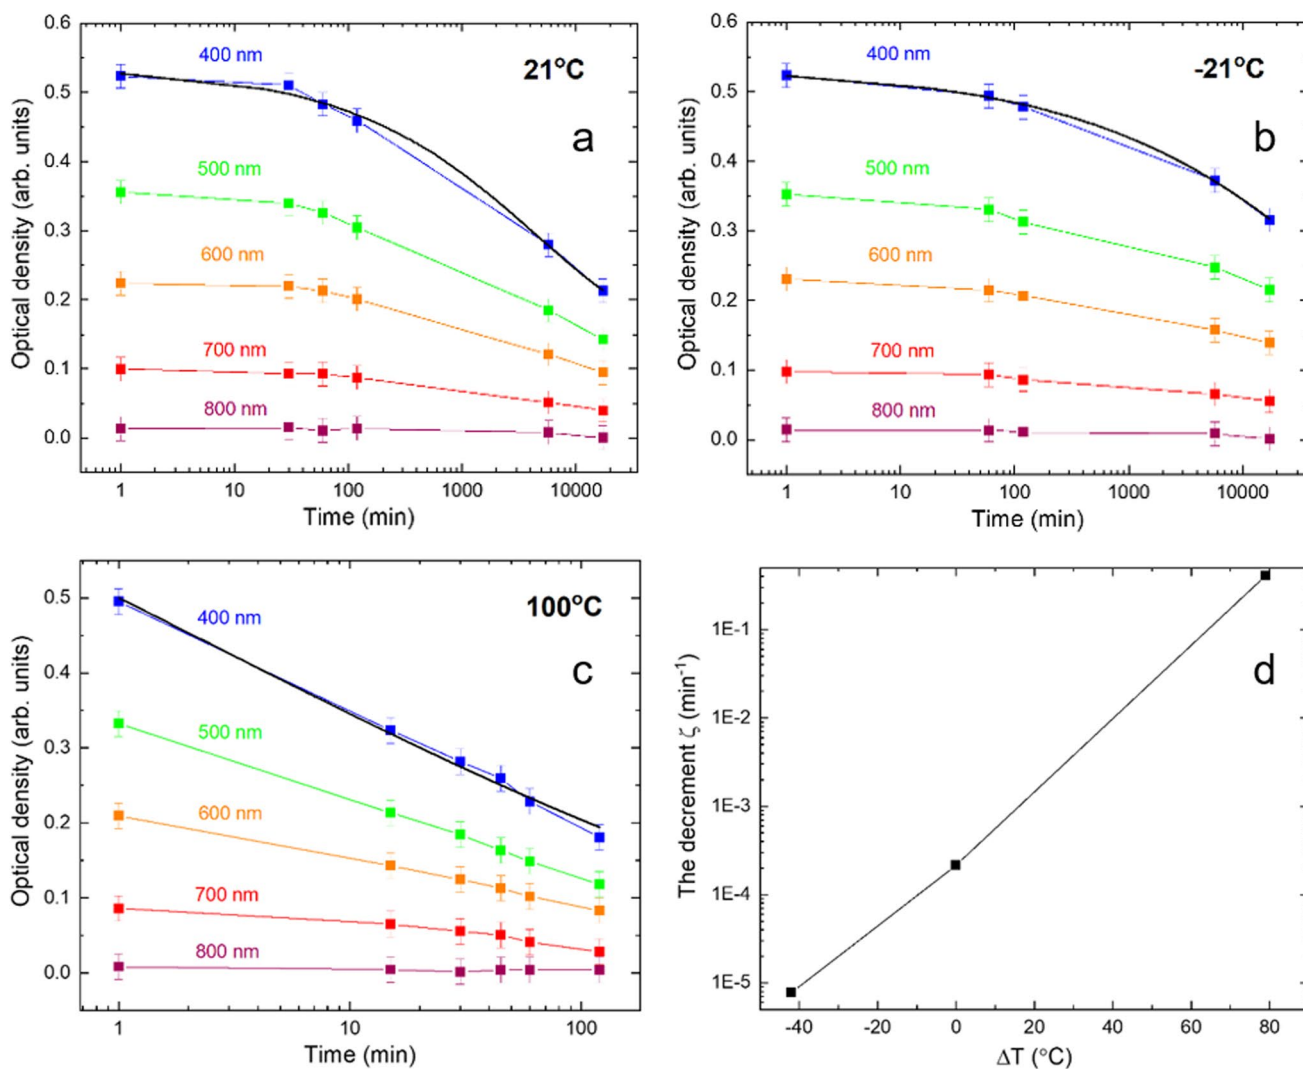 0.6
0.5
0.4
0.3
0.2
0.1
0.0
Optical density (arb. units)
400 nm
21°C
a
500 nm
600 nm
700 nm
800 nm
1
10
100
1000
10000
Time (min)
0.6
0.5
0.4
0.3
0.2
0.1
0.0
Optical density (arb. units)
400 nm
-21°C
b
500 nm
600 nm
700 nm
800 nm
1
10
100
1000
10000
Time (min)
0.5
0.4
0.3
0.2
0.1
0.0
Optical density (arb. units)
400 nm
100°C
c
500 nm
600 nm
700 nm
800 nm
1
10
100
Time (min)
1E-1
1E-2
1E-3
1E-4
1E-5
The decrement ζ (min⁻¹)
d
-40
-20
0
20
40
60
80
ΔT (°C)